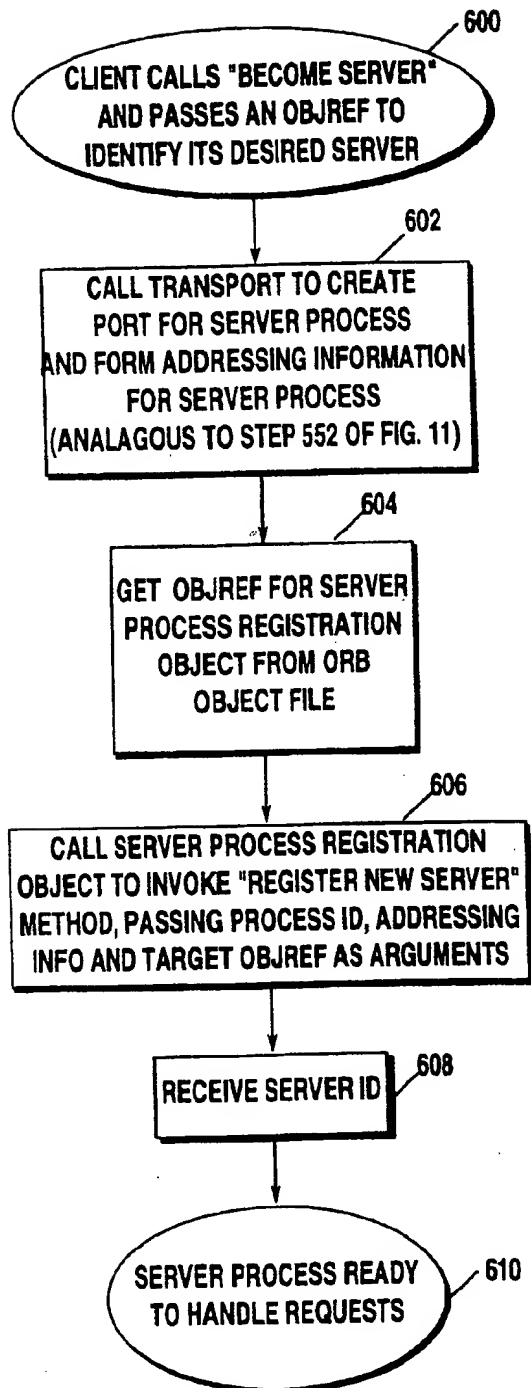 600
CLIENT CALLS "BECOME SERVER"
AND PASSES AN OBJREF TO
IDENTIFY ITS DESIRED SERVER
602
CALL TRANSPORT TO CREATE
PORT FOR SERVER PROCESS
AND FORM ADDRESSING INFORMATION
FOR SERVER PROCESS
(ANALAGOUS TO STEP 552 OF FIG. 11)
604
GET OBJREF FOR SERVER
PROCESS REGISTRATION
OBJECT FROM ORB
OBJECT FILE
606
CALL SERVER PROCESS REGISTRATION
OBJECT TO INVOKE "REGISTER NEW SERVER"
METHOD, PASSING PROCESS ID, ADDRESSING
INFO AND TARGET OBJREF AS ARGUMENTS
608
RECEIVE SERVER ID
SERVER PROCESS READY
TO HANDLE REQUESTS
610